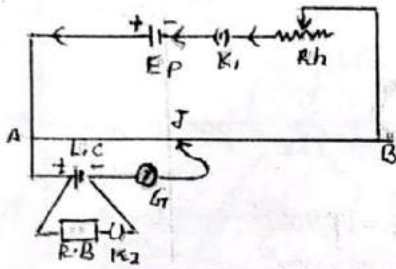 + -
Ep K₁ Rh
A J B
+ L.C -
G
R.B K₂